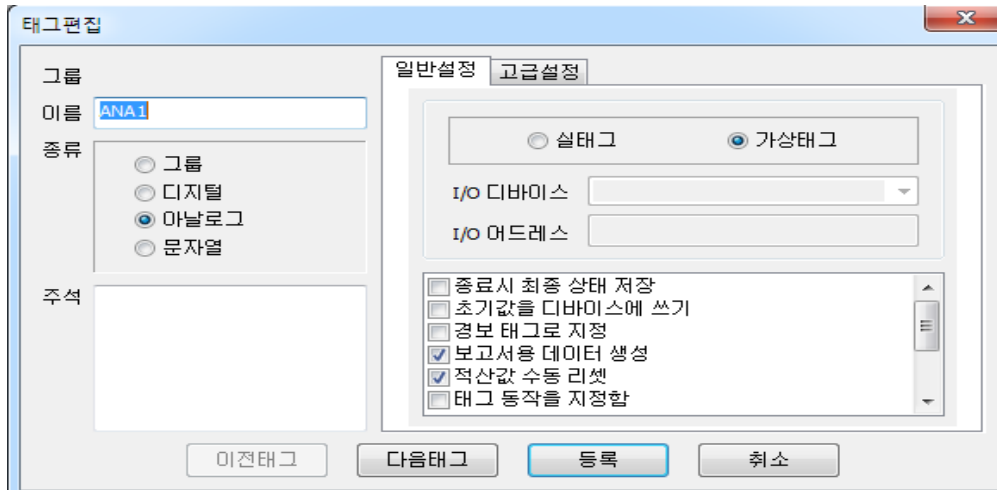 태그편집
그룹
이름 ANA1
종류
그룹
디지털
아날로그
문자열
주석
일반설정 고급설정
실태그 가상태그
I/O 디바이스
I/O 어드레스
종료시 최종 상태 저장
초기값을 디바이스에 쓰기
경보 태그로 지정
보고서용 데이터 생성
적산값 수동 리셋
태그 동작을 지정함
이전태그 다음태그 등록 취소